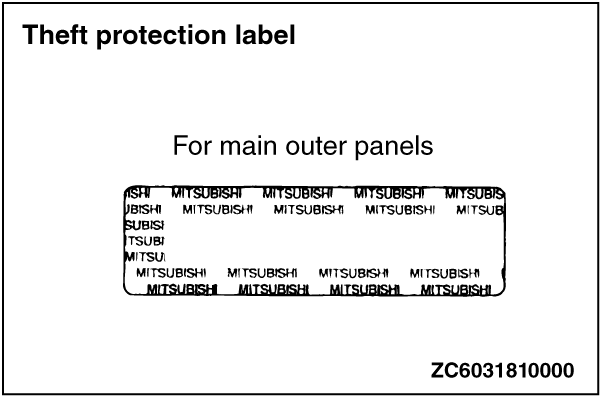 Theft protection label
For main outer panels
ISHI MITSUBISHI MITSUBISHI MITSUBISHI MITSUBIS
UBISHI MITSUBISHI MITSUBISHI MITSUBISHI MITSUB
SUBISI
ITSUBI
MITSU
MITSUBISHI MITSUBISHI MITSUBISHI MITSUBISHI
MITSUBISHI MITSUBISHI MITSUBISHI MITSUBISHI
ZC6031810000